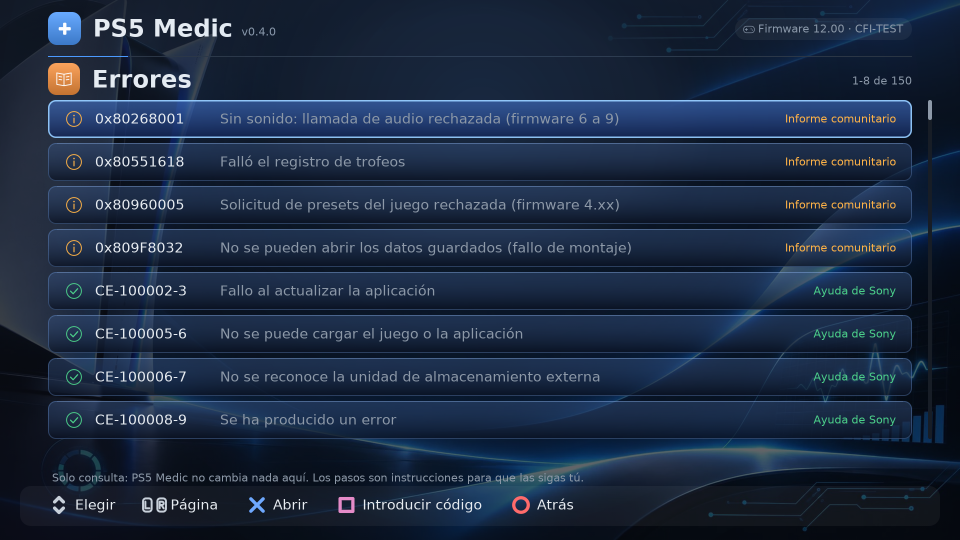 PS5 Medic v0.4.0
Firmware 12.00 · CFI-TEST
Errores
1-8 de 150
0x80268001 Sin sonido: llamada de audio rechazada (firmware 6 a 9) Informe comunitario
0x80551618 Falló el registro de trofeos Informe comunitario
0x80960005 Solicitud de presets del juego rechazada (firmware 4.xx) Informe comunitario
0x809F8032 No se pueden abrir los datos guardados (fallo de montaje) Informe comunitario
CE-100002-3 Fallo al actualizar la aplicación Ayuda de Sony
CE-100005-6 No se puede cargar el juego o la aplicación Ayuda de Sony
CE-100006-7 No se reconoce la unidad de almacenamiento externa Ayuda de Sony
CE-100008-9 Se ha producido un error Ayuda de Sony
Solo consulta: PS5 Medic no cambia nada aquí. Los pasos son instrucciones para que las sigas tú.
Elegir L R Página Abrir Introducir código Atrás